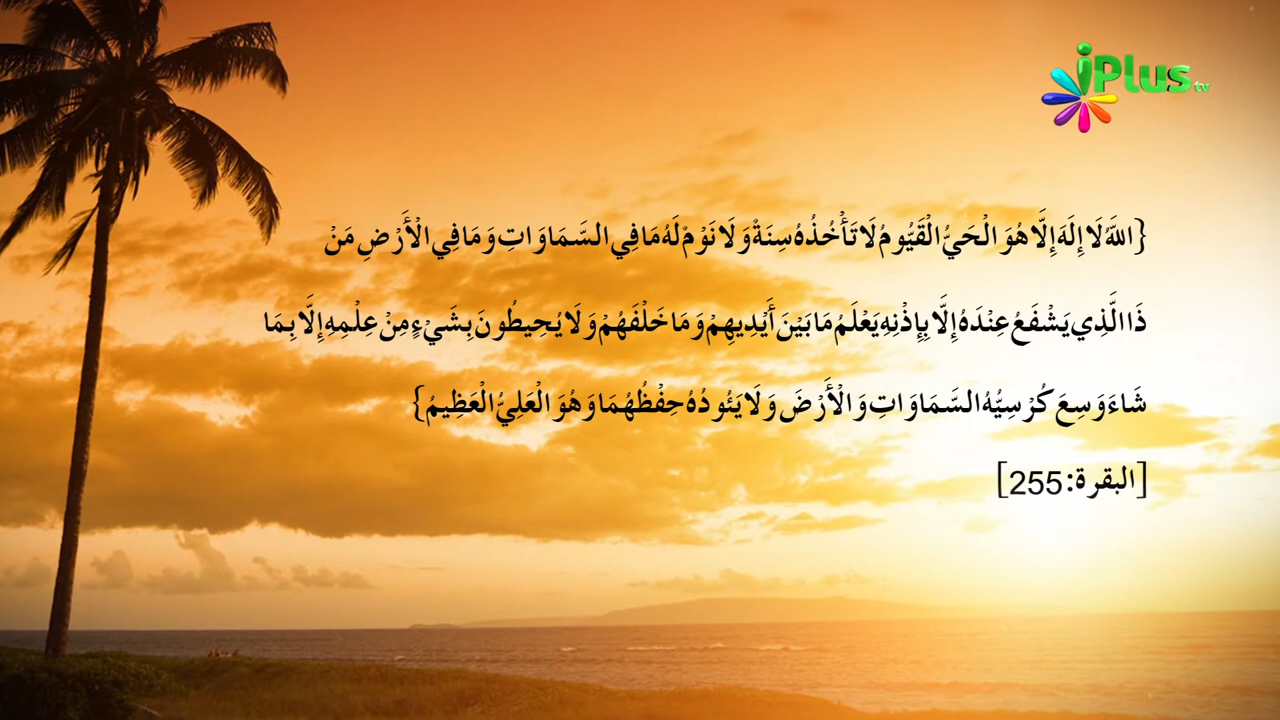 iPlus tv
{اللَّهُ لَا إِلَهَ إِلَّا هُوَ الْحَيُّ الْقَيُّومُ لَا تَأْخُذُهُ سِنَةٌ وَلَا نَوْمٌ لَهُ مَا فِي السَّمَاوَاتِ وَمَا فِي الْأَرْضِ مَنْ
ذَا الَّذِي يَشْفَعُ عِنْدَهُ إِلَّا بِإِذْنِهِ يَعْلَمُ مَا بَيْنَ أَيْدِيهِمْ وَمَا خَلْفَهُمْ وَلَا يُحِيطُونَ بِشَيْءٍ مِنْ عِلْمِهِ إِلَّا بِمَا
شَاءَ وَسِعَ كُرْسِيُّهُ السَّمَاوَاتِ وَالْأَرْضَ وَلَا يَئُودُهُ حِفْظُهُمَا وَهُوَ الْعَلِيُّ الْعَظِيمُ}
[البقرة:255]